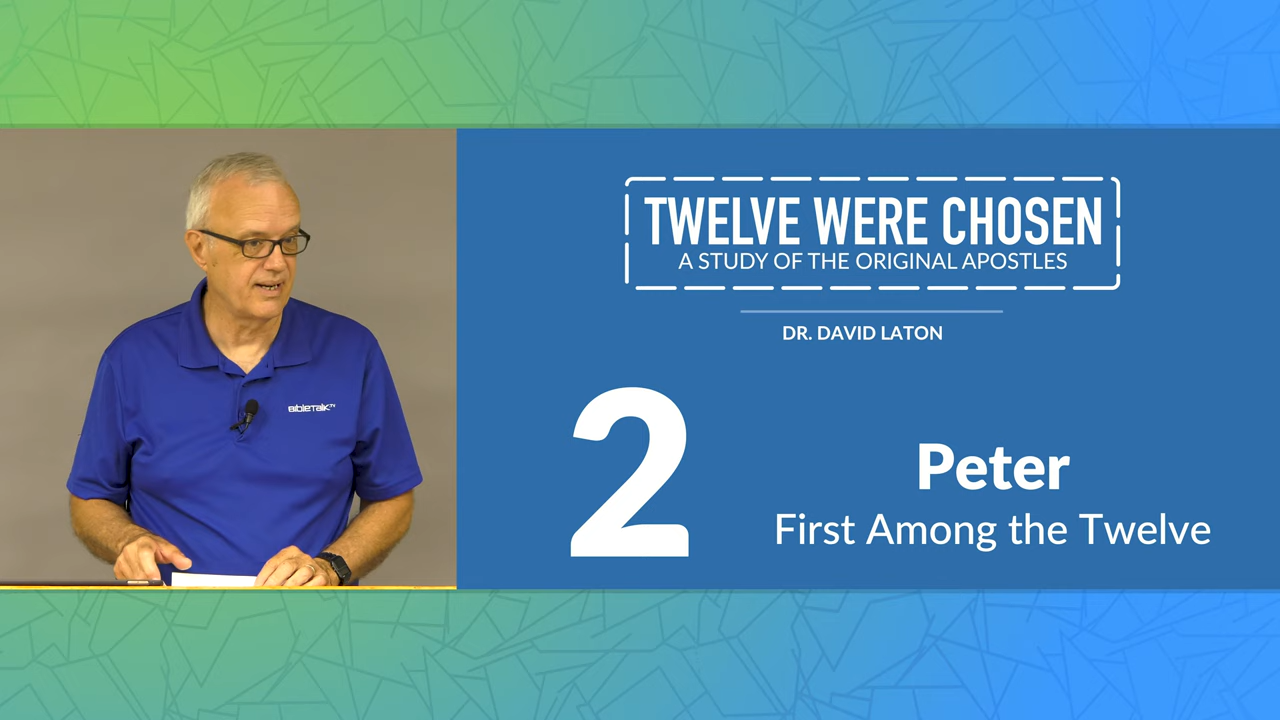 TWELVE WERE CHOSEN
A STUDY OF THE ORIGINAL APOSTLES
DR. DAVID LATON
2
Peter
First Among the Twelve
BibleTalk TV